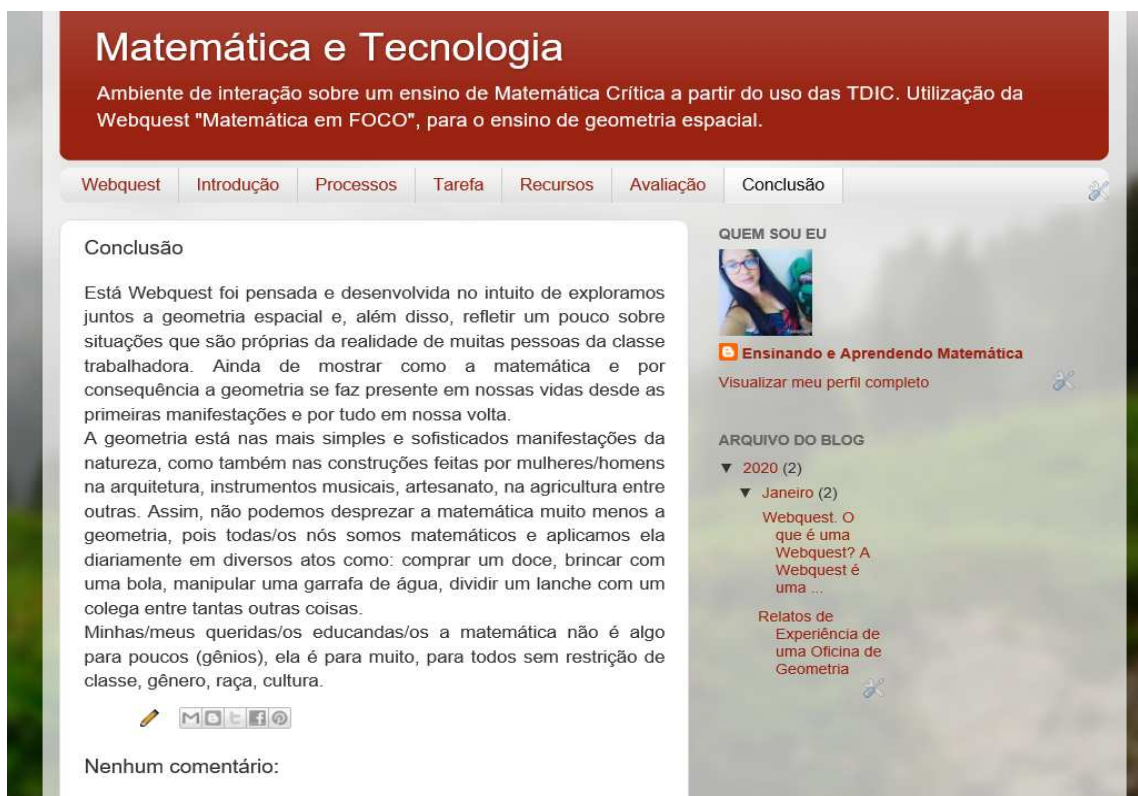 Matemática e Tecnologia
Ambiente de interação sobre um ensino de Matemática Crítica a partir do uso das TDIC. Utilização da
Webquest "Matemática em FOCO", para o ensino de geometria espacial.
Webquest Introdução Processos Tarefa Recursos Avaliação Conclusão
Conclusão
Está Webquest foi pensada e desenvolvida no intuito de exploramos
juntos a geometria espacial e, além disso, refletir um pouco sobre
situações que são próprias da realidade de muitas pessoas da classe
trabalhadora. Ainda de mostrar como a matemática e por
consequência a geometria se faz presente em nossas vidas desde as
primeiras manifestações e por tudo em nossa volta.
A geometria está nas mais simples e sofisticados manifestações da
natureza, como também nas construções feitas por mulheres/homens
na arquitetura, instrumentos musicais, artesanato, na agricultura entre
outras. Assim, não podemos desprezar a matemática muito menos a
geometria, pois todas/os nós somos matemáticos e aplicamos ela
diariamente em diversos atos como: comprar um doce, brincar com
uma bola, manipular uma garrafa de água, dividir um lanche com um
colega entre tantas outras coisas.
Minhas/meus queridas/os educandas/os a matemática não é algo
para poucos (gênios), ela é para muito, para todos sem restrição de
classe, gênero, raça, cultura.
Nenhum comentário:
QUEM SOU EU
Ensinando e Aprendendo Matemática
Visualizar meu perfil completo
ARQUIVO DO BLOG
▼ 2020 (2)
▼ Janeiro (2)
Webquest. O
que é uma
Webquest? A
Webquest é
uma ...
Relatos de
Experiência de
uma Oficina de
Geometria